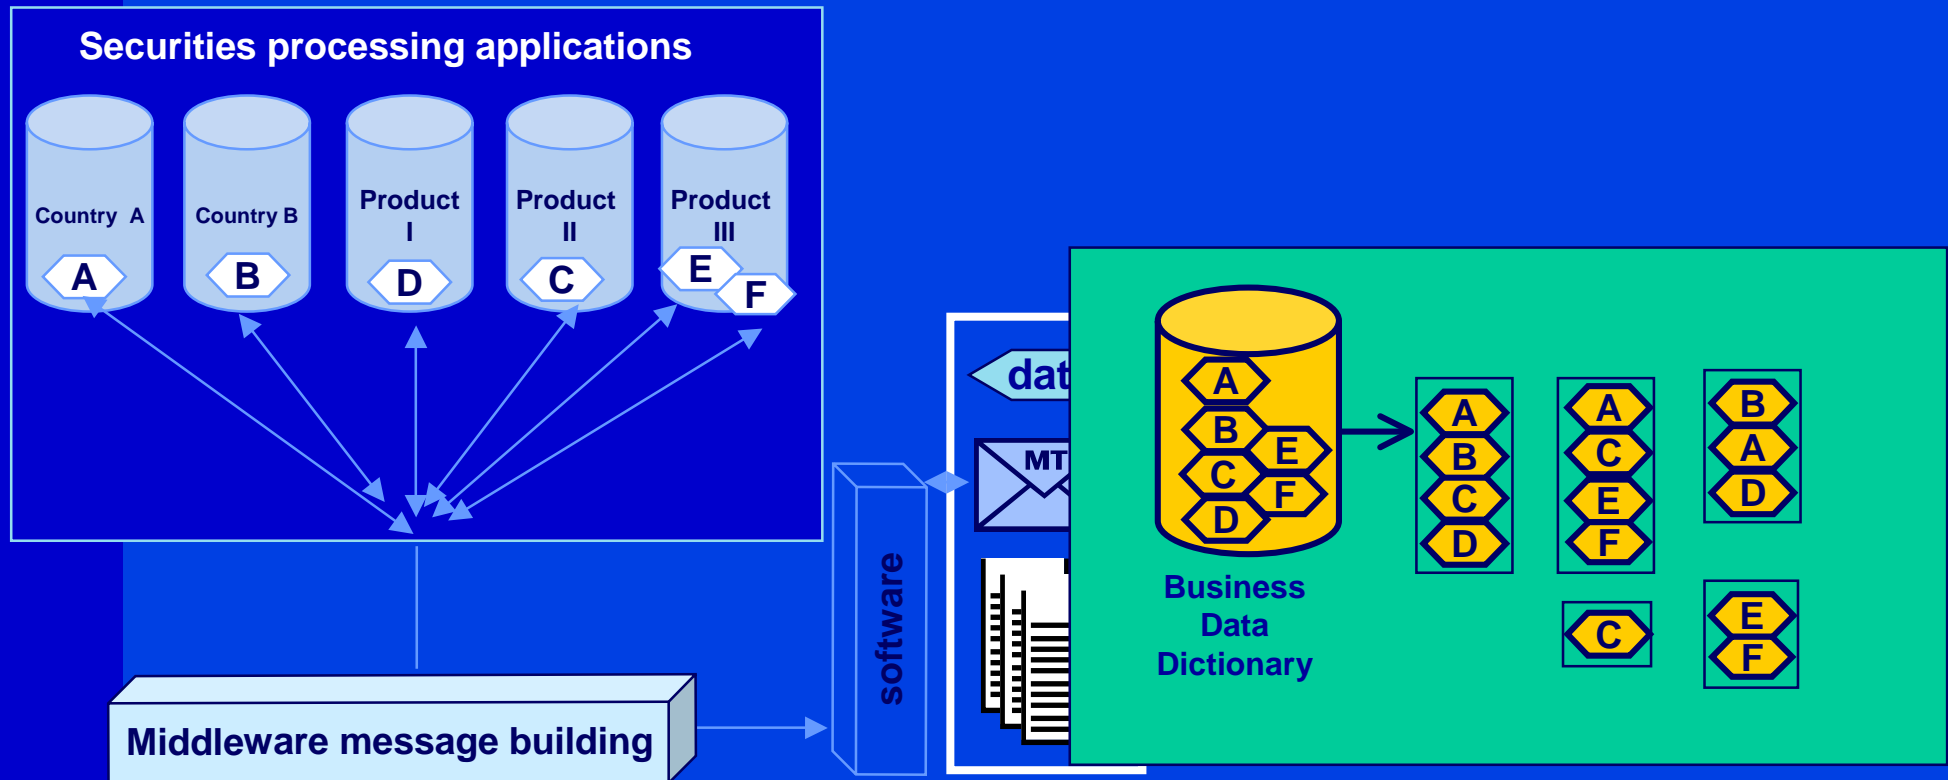 Securities processing applications
Country A
Country B
Product
I
Product
II
Product
III
A
B
D
C
E
F
software
Middleware message building
dat
MT
A
B
C
D
E
F
Business
Data
Dictionary
A
B
C
D
A
C
E
F
B
A
D
C
E
F